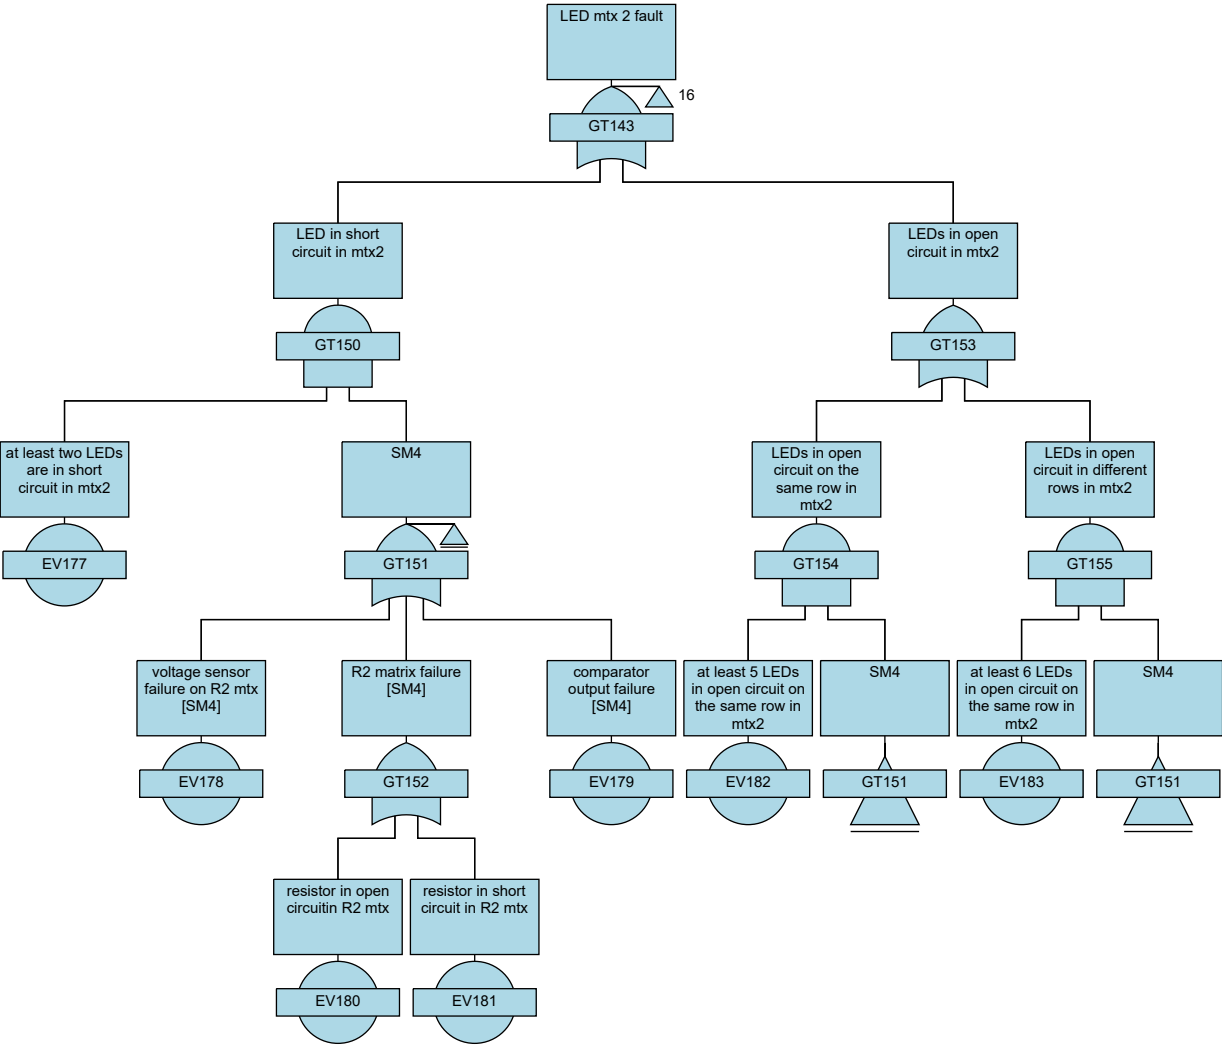 LED mtx 2 fault
16
GT143
LED in short
circuit in mtx2
LEDs in open
circuit in mtx2
GT150
GT153
at least two LEDs
are in short
circuit in mtx2
SM4
LEDs in open
circuit on the
same row in
mtx2
LEDs in open
circuit in different
rows in mtx2
EV177
GT151
GT154
GT155
voltage sensor
failure on R2 mtx
[SM4]
R2 matrix failure
[SM4]
comparator
output failure
[SM4]
at least 5 LEDs
in open circuit on
the same row in
mtx2
SM4
at least 6 LEDs
in open circuit on
the same row in
mtx2
SM4
EV178
GT152
EV179
EV182
GT151
EV183
GT151
resistor in open
circuitin R2 mtx
resistor in short
circuit in R2 mtx
EV180
EV181